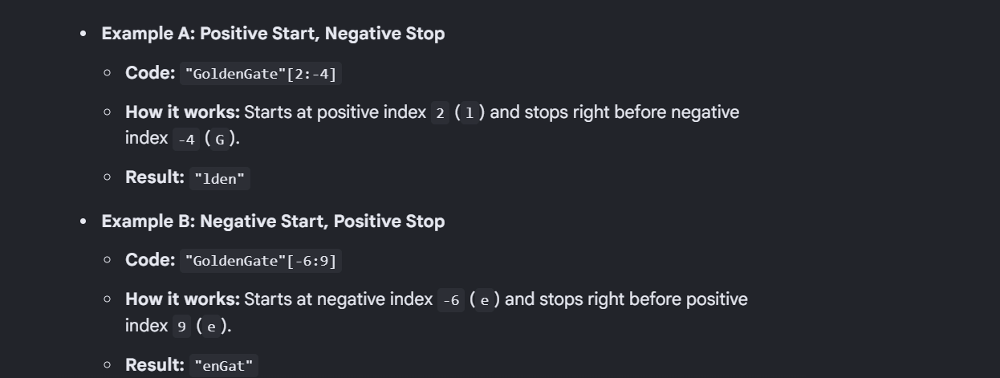 • Example A: Positive Start, Negative Stop
○ Code: "GoldenGate"[2:-4]
○ How it works: Starts at positive index 2 (l) and stops right before negative
index -4 (G).
○ Result: "lden"
• Example B: Negative Start, Positive Stop
○ Code: "GoldenGate"[-6:9]
○ How it works: Starts at negative index -6 (e) and stops right before positive
index 9 (e).
○ Result: "enGat"